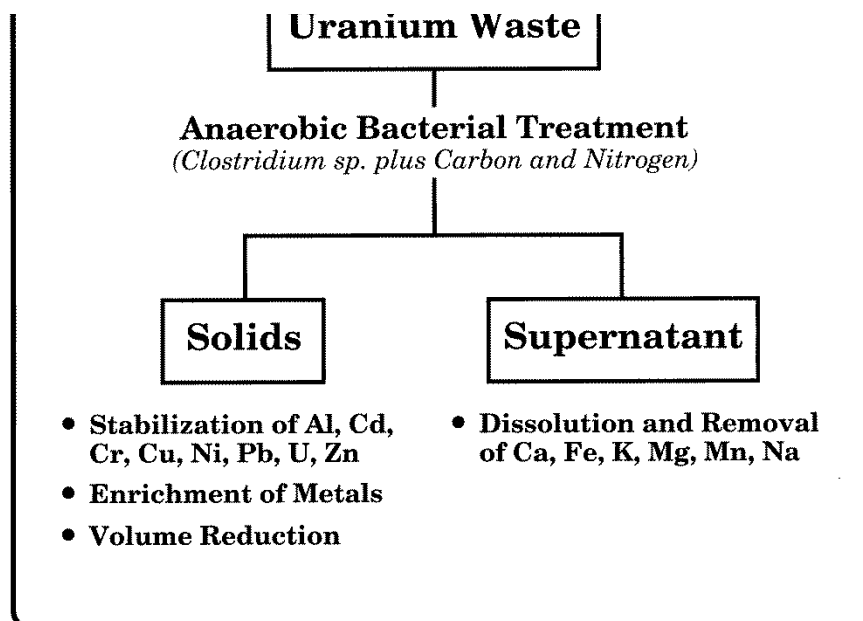 Uranium Waste
Anaerobic Bacterial Treatment
(Clostridium sp. plus Carbon and Nitrogen)
Solids
• Stabilization of Al, Cd,
Cr, Cu, Ni, Pb, U, Zn
• Enrichment of Metals
• Volume Reduction
Supernatant
• Dissolution and Removal
of Ca, Fe, K, Mg, Mn, Na